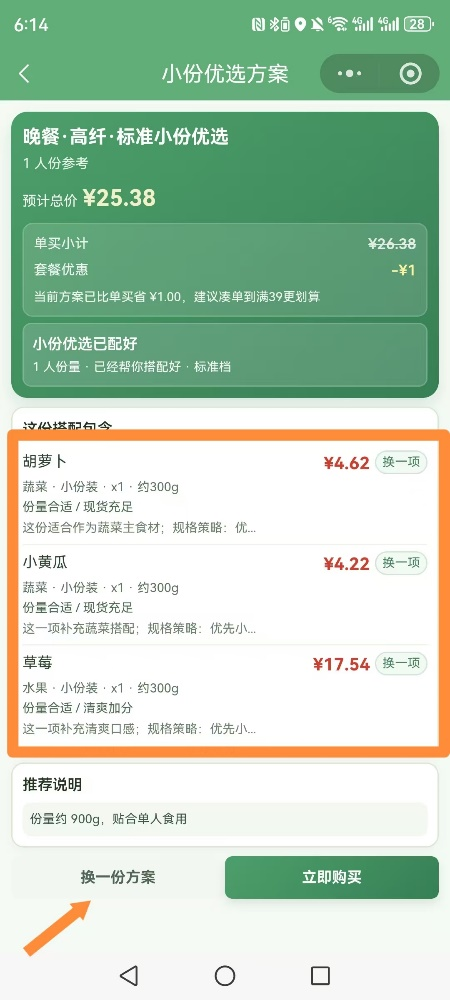 6:14
6
4G
4G
28
小份优选方案
晚餐·高纤·标准小份优选
1 人份参考
预计总价 ¥25.38
单买小计 ¥26.38
套餐优惠 -¥1
当前方案已比单买省 ¥1.00，建议凑单到满39更划算
小份优选已配好
1 人份量 · 已经帮你搭配好 · 标准档
这份搭配包含
胡萝卜 ¥4.62 换一项
蔬菜 · 小份装 · x1 · 约300g
份量合适 / 现货充足
这份适合作为蔬菜主食材；规格策略：优...
小黄瓜 ¥4.22 换一项
蔬菜 · 小份装 · x1 · 约300g
份量合适 / 现货充足
这一项补充蔬菜搭配；规格策略：优先小...
草莓 ¥17.54 换一项
水果 · 小份装 · x1 · 约300g
份量合适 / 清爽加分
这一项补充清爽口感；规格策略：优先小...
推荐说明
份量约 900g，贴合单人食用
换一份方案 立即购买